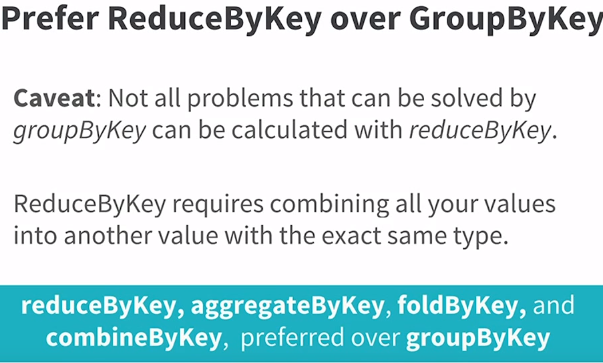 Prefer ReduceByKey over GroupByKey
Caveat: Not all problems that can be solved by
groupByKey can be calculated with reduceByKey.
ReduceByKey requires combining all your values
into another value with the exact same type.
reduceByKey, aggregateByKey, foldByKey, and
combineByKey, preferred over groupByKey